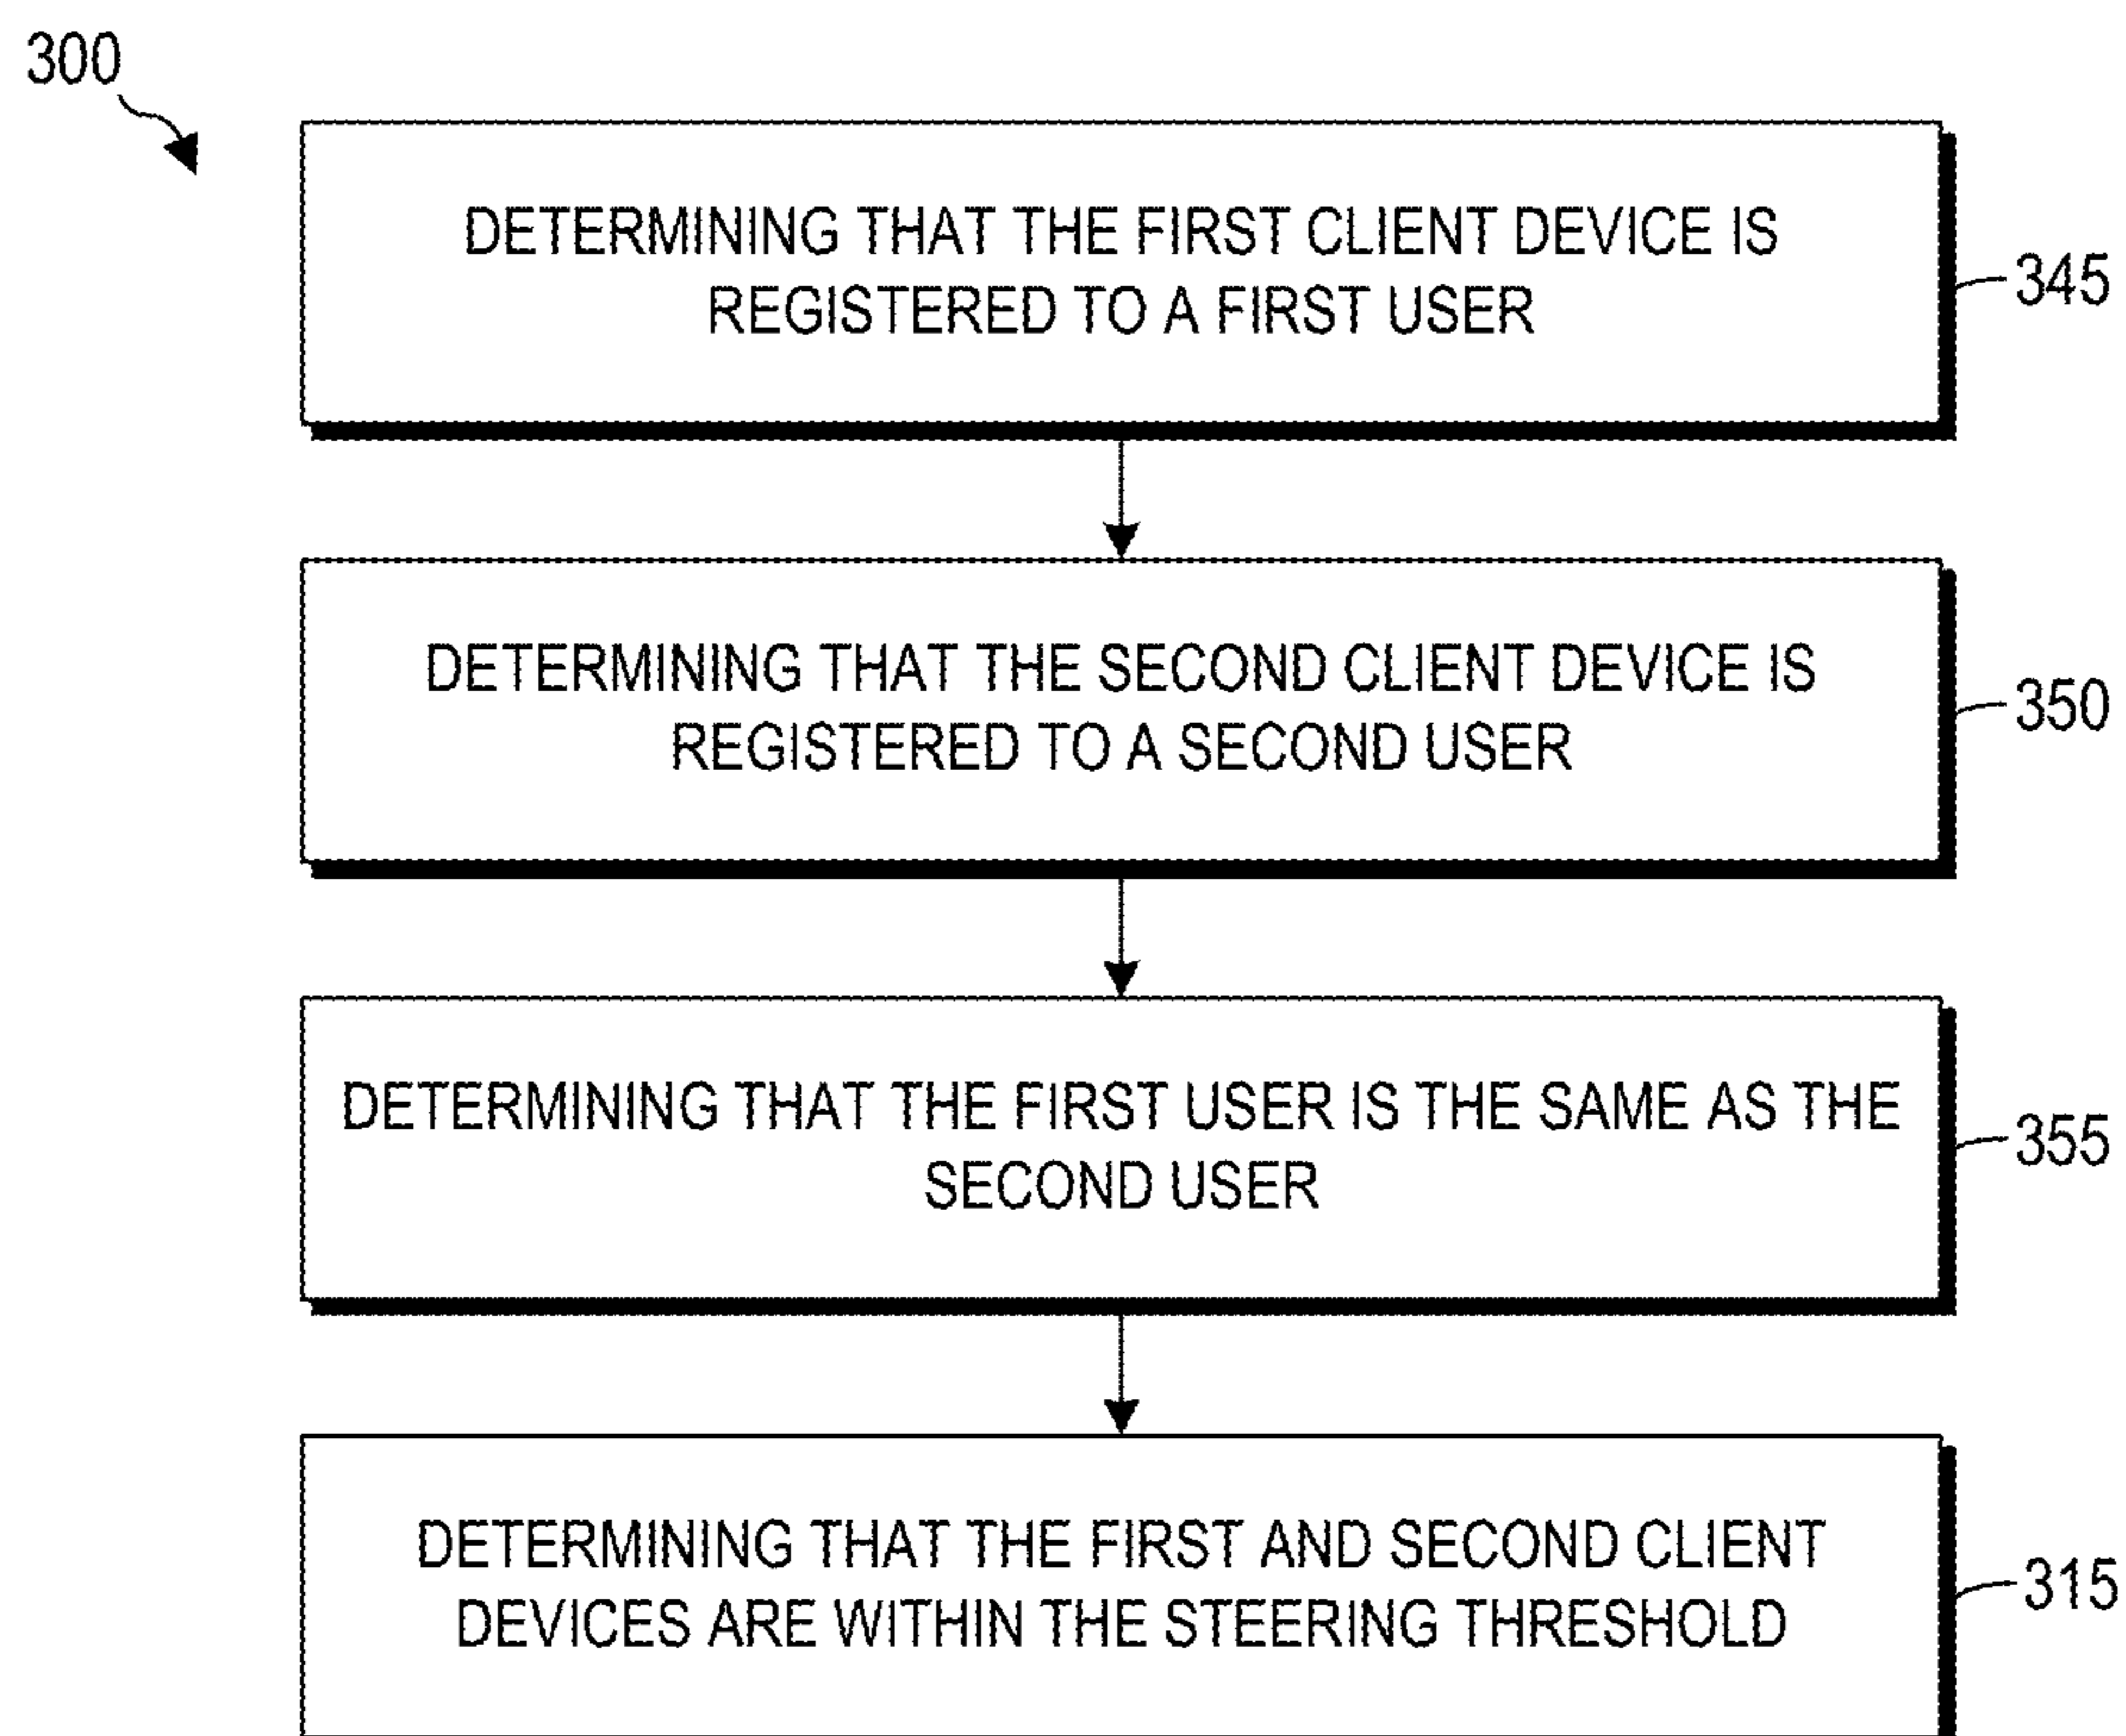 300
DETERMINING THAT THE FIRST CLIENT DEVICE IS
REGISTERED TO A FIRST USER
345
DETERMINING THAT THE SECOND CLIENT DEVICE IS
REGISTERED TO A SECOND USER
350
DETERMINING THAT THE FIRST USER IS THE SAME AS THE
SECOND USER
355
DETERMINING THAT THE FIRST AND SECOND CLIENT
DEVICES ARE WITHIN THE STEERING THRESHOLD
315